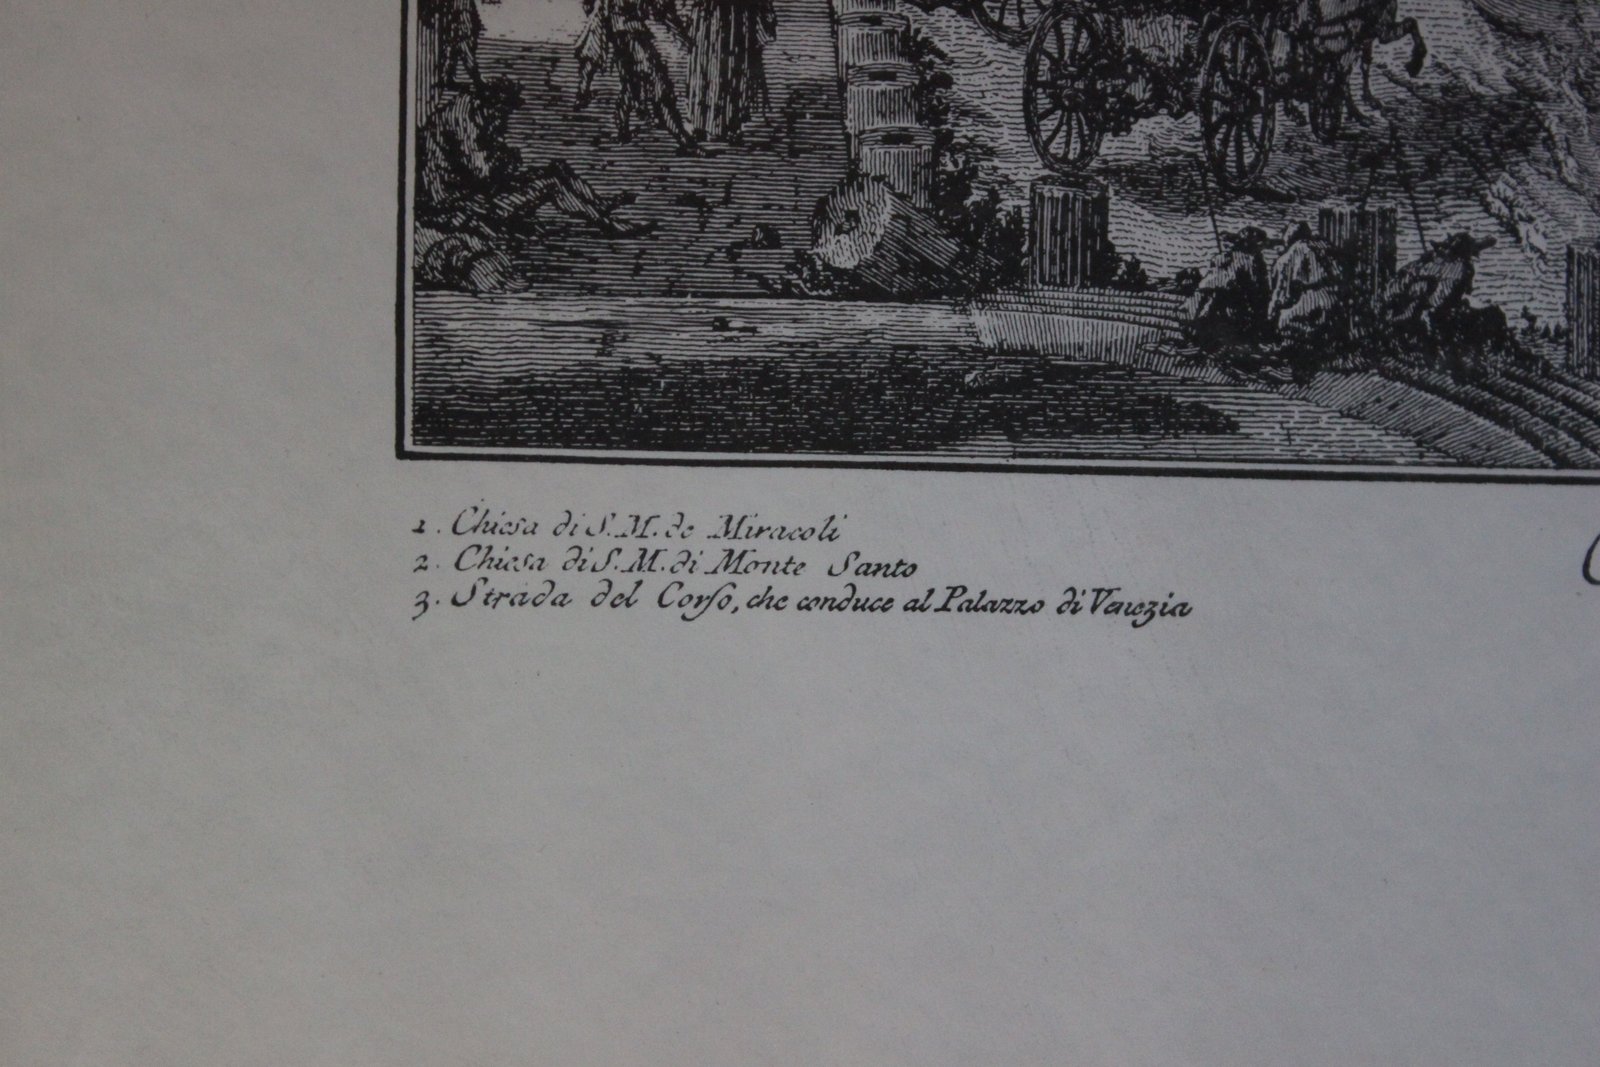 1. Chiesa di S. M. de Miracoli
2. Chiesa di S. M. di Monte Santo
3. Strada del Corso, che conduce al Palazzo di Venezia